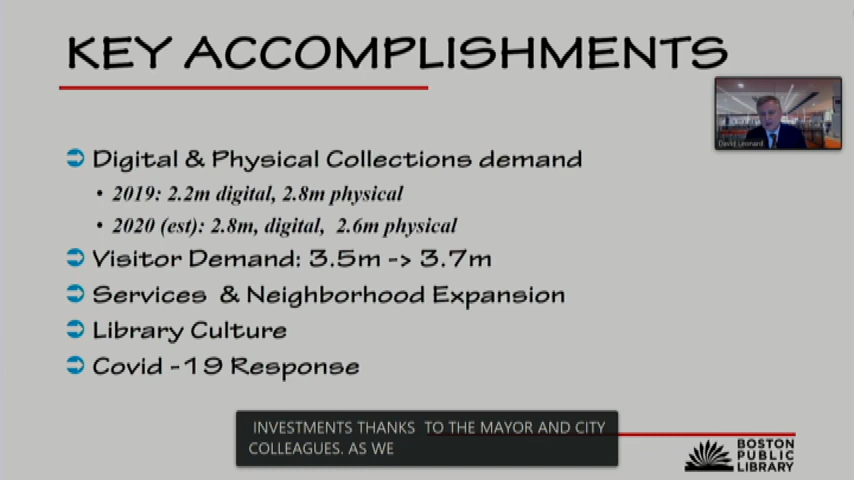 KEY ACCOMPLISHMENTS
David Leonard
Digital & Physical Collections demand
• 2019: 2.2m digital, 2.8m physical
• 2020 (est): 2.8m, digital, 2.6m physical
Visitor Demand: 3.5m -> 3.7m
Services & Neighborhood Expansion
Library Culture
Covid -19 Response
INVESTMENTS THANKS TO THE MAYOR AND CITY
COLLEAGUES. AS WE
BOSTON
PUBLIC
LIBRARY